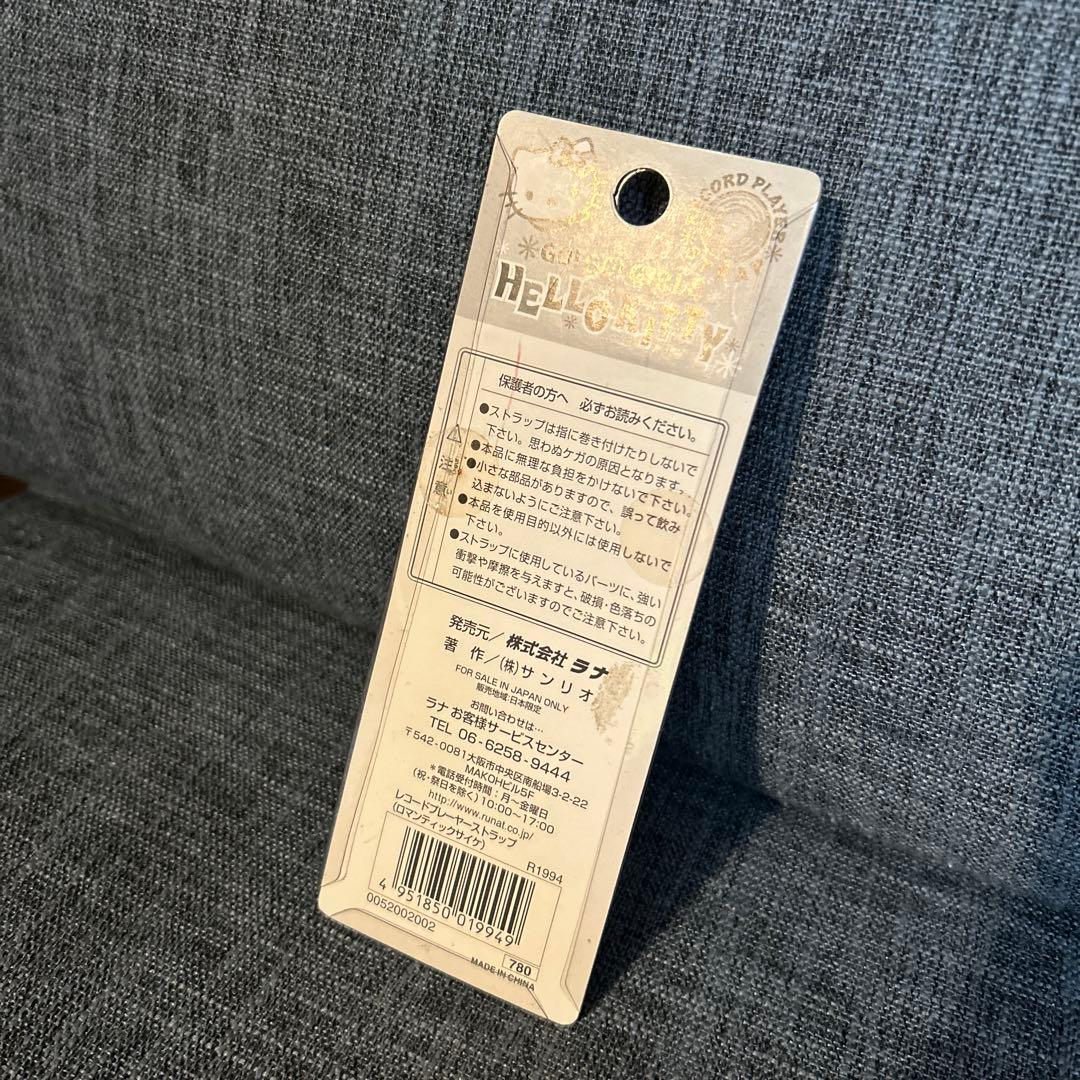 CORD PLAYER
HELLO KITTY
保護者の方へ 必ずお読みください。
注意
●ストラップは指に巻き付けたりしないで
下さい。思わぬケガの原因となります。
●本品に無理な負担をかけないで下さい。
●小さな部品がありますので、誤って飲み
込まないようにご注意下さい。
●本品を使用目的以外には使用しないで
下さい。
●ストラップに使用しているパーツに、強い
衝撃や摩擦を与えますと、破損・色落ちの
可能性がございますのでご注意下さい。
発売元／株式会社 ラナ
著 作／(株)サンリオ
FOR SALE IN JAPAN ONLY
販売地域:日本限定
お問い合わせは…
ラナ お客様サービスセンター
TEL 06-6258-9444
〒542-0081大阪市中央区南船場3-2-22
MAKOHビル5F
*電話受付時間:月〜金曜日
(祝・祭日を除く)10:00〜17:00
http://www.runat.co.jp/
レコードプレーヤーストラップ
(ロマンティックサイケ)
R1994
4 951850 019949
0052002002
780
MADE IN CHINA